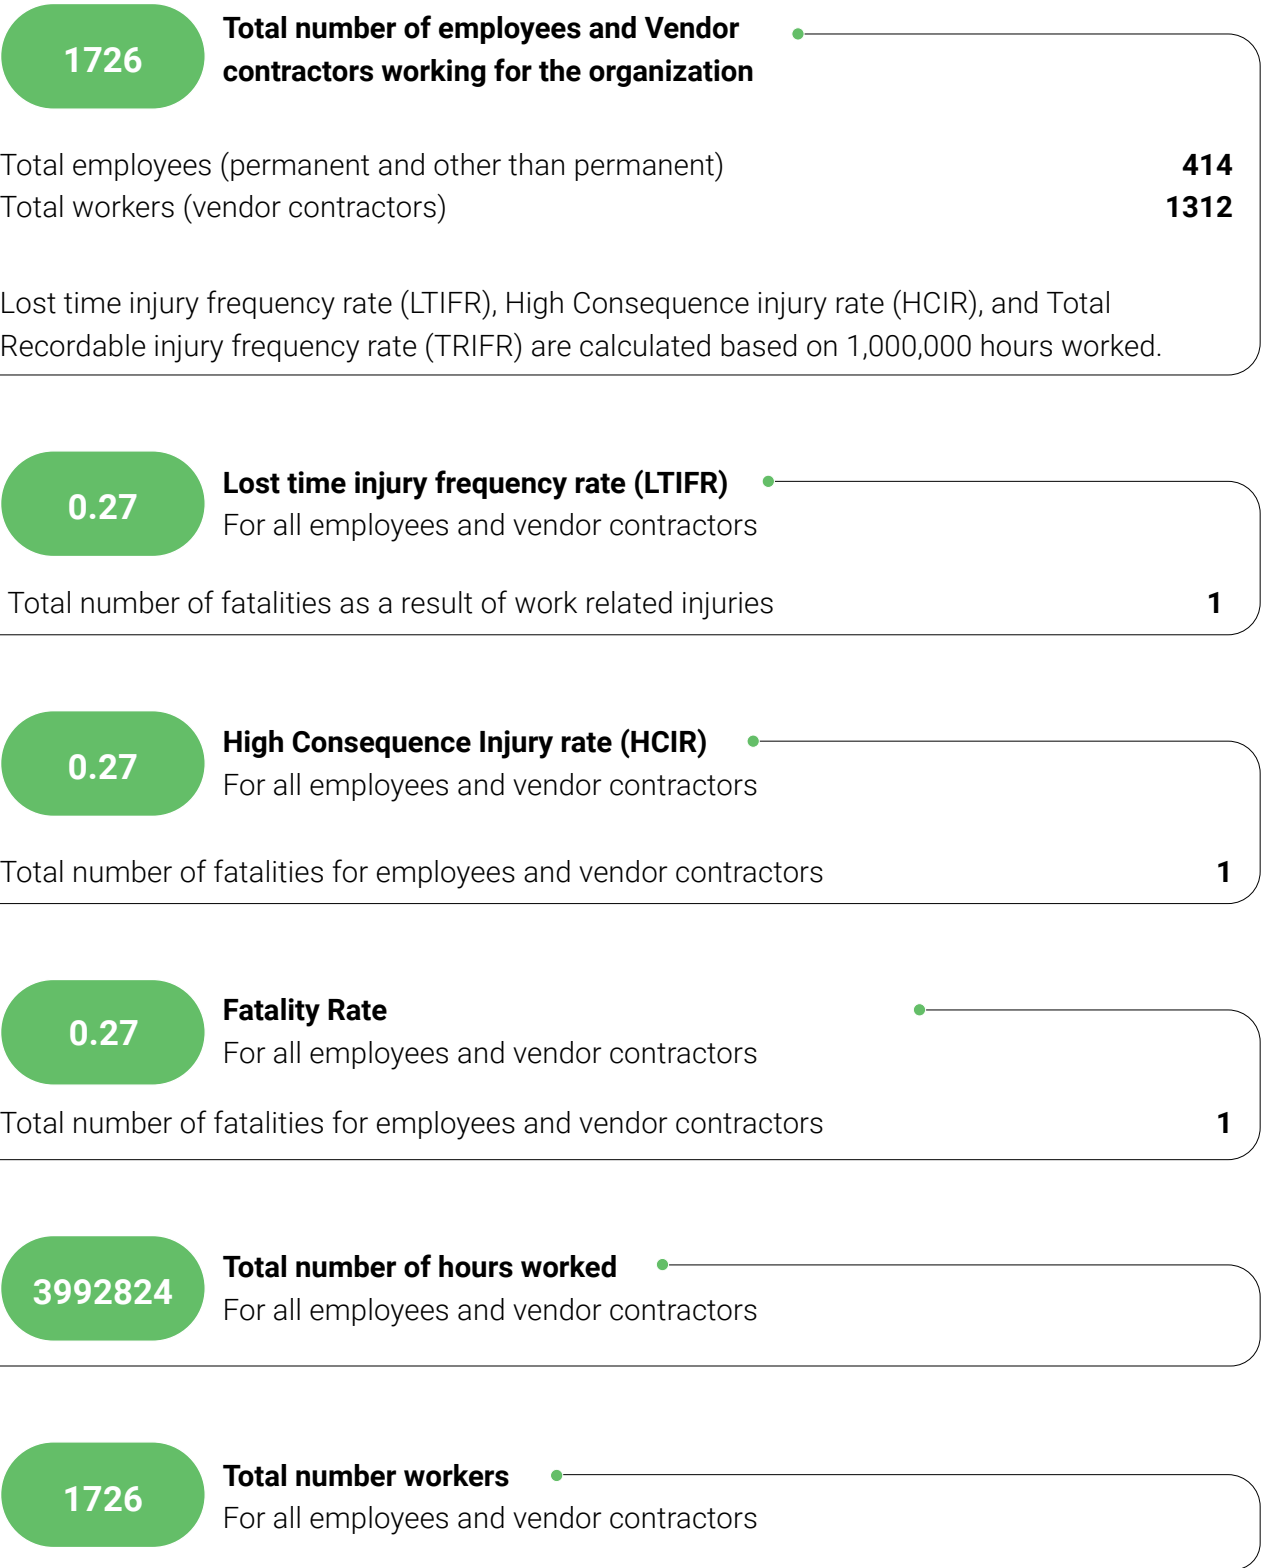 1726
Total number of employees and Vendor
contractors working for the organization
Total employees (permanent and other than permanent) 414
Total workers (vendor contractors) 1312
Lost time injury frequency rate (LTIFR), High Consequence injury rate (HCIR), and Total
Recordable injury frequency rate (TRIFR) are calculated based on 1,000,000 hours worked.
0.27
Lost time injury frequency rate (LTIFR)
For all employees and vendor contractors
Total number of fatalities as a result of work related injuries 1
0.27
High Consequence Injury rate (HCIR)
For all employees and vendor contractors
Total number of fatalities for employees and vendor contractors 1
0.27
Fatality Rate
For all employees and vendor contractors
Total number of fatalities for employees and vendor contractors 1
3992824
Total number of hours worked
For all employees and vendor contractors
1726
Total number workers
For all employees and vendor contractors